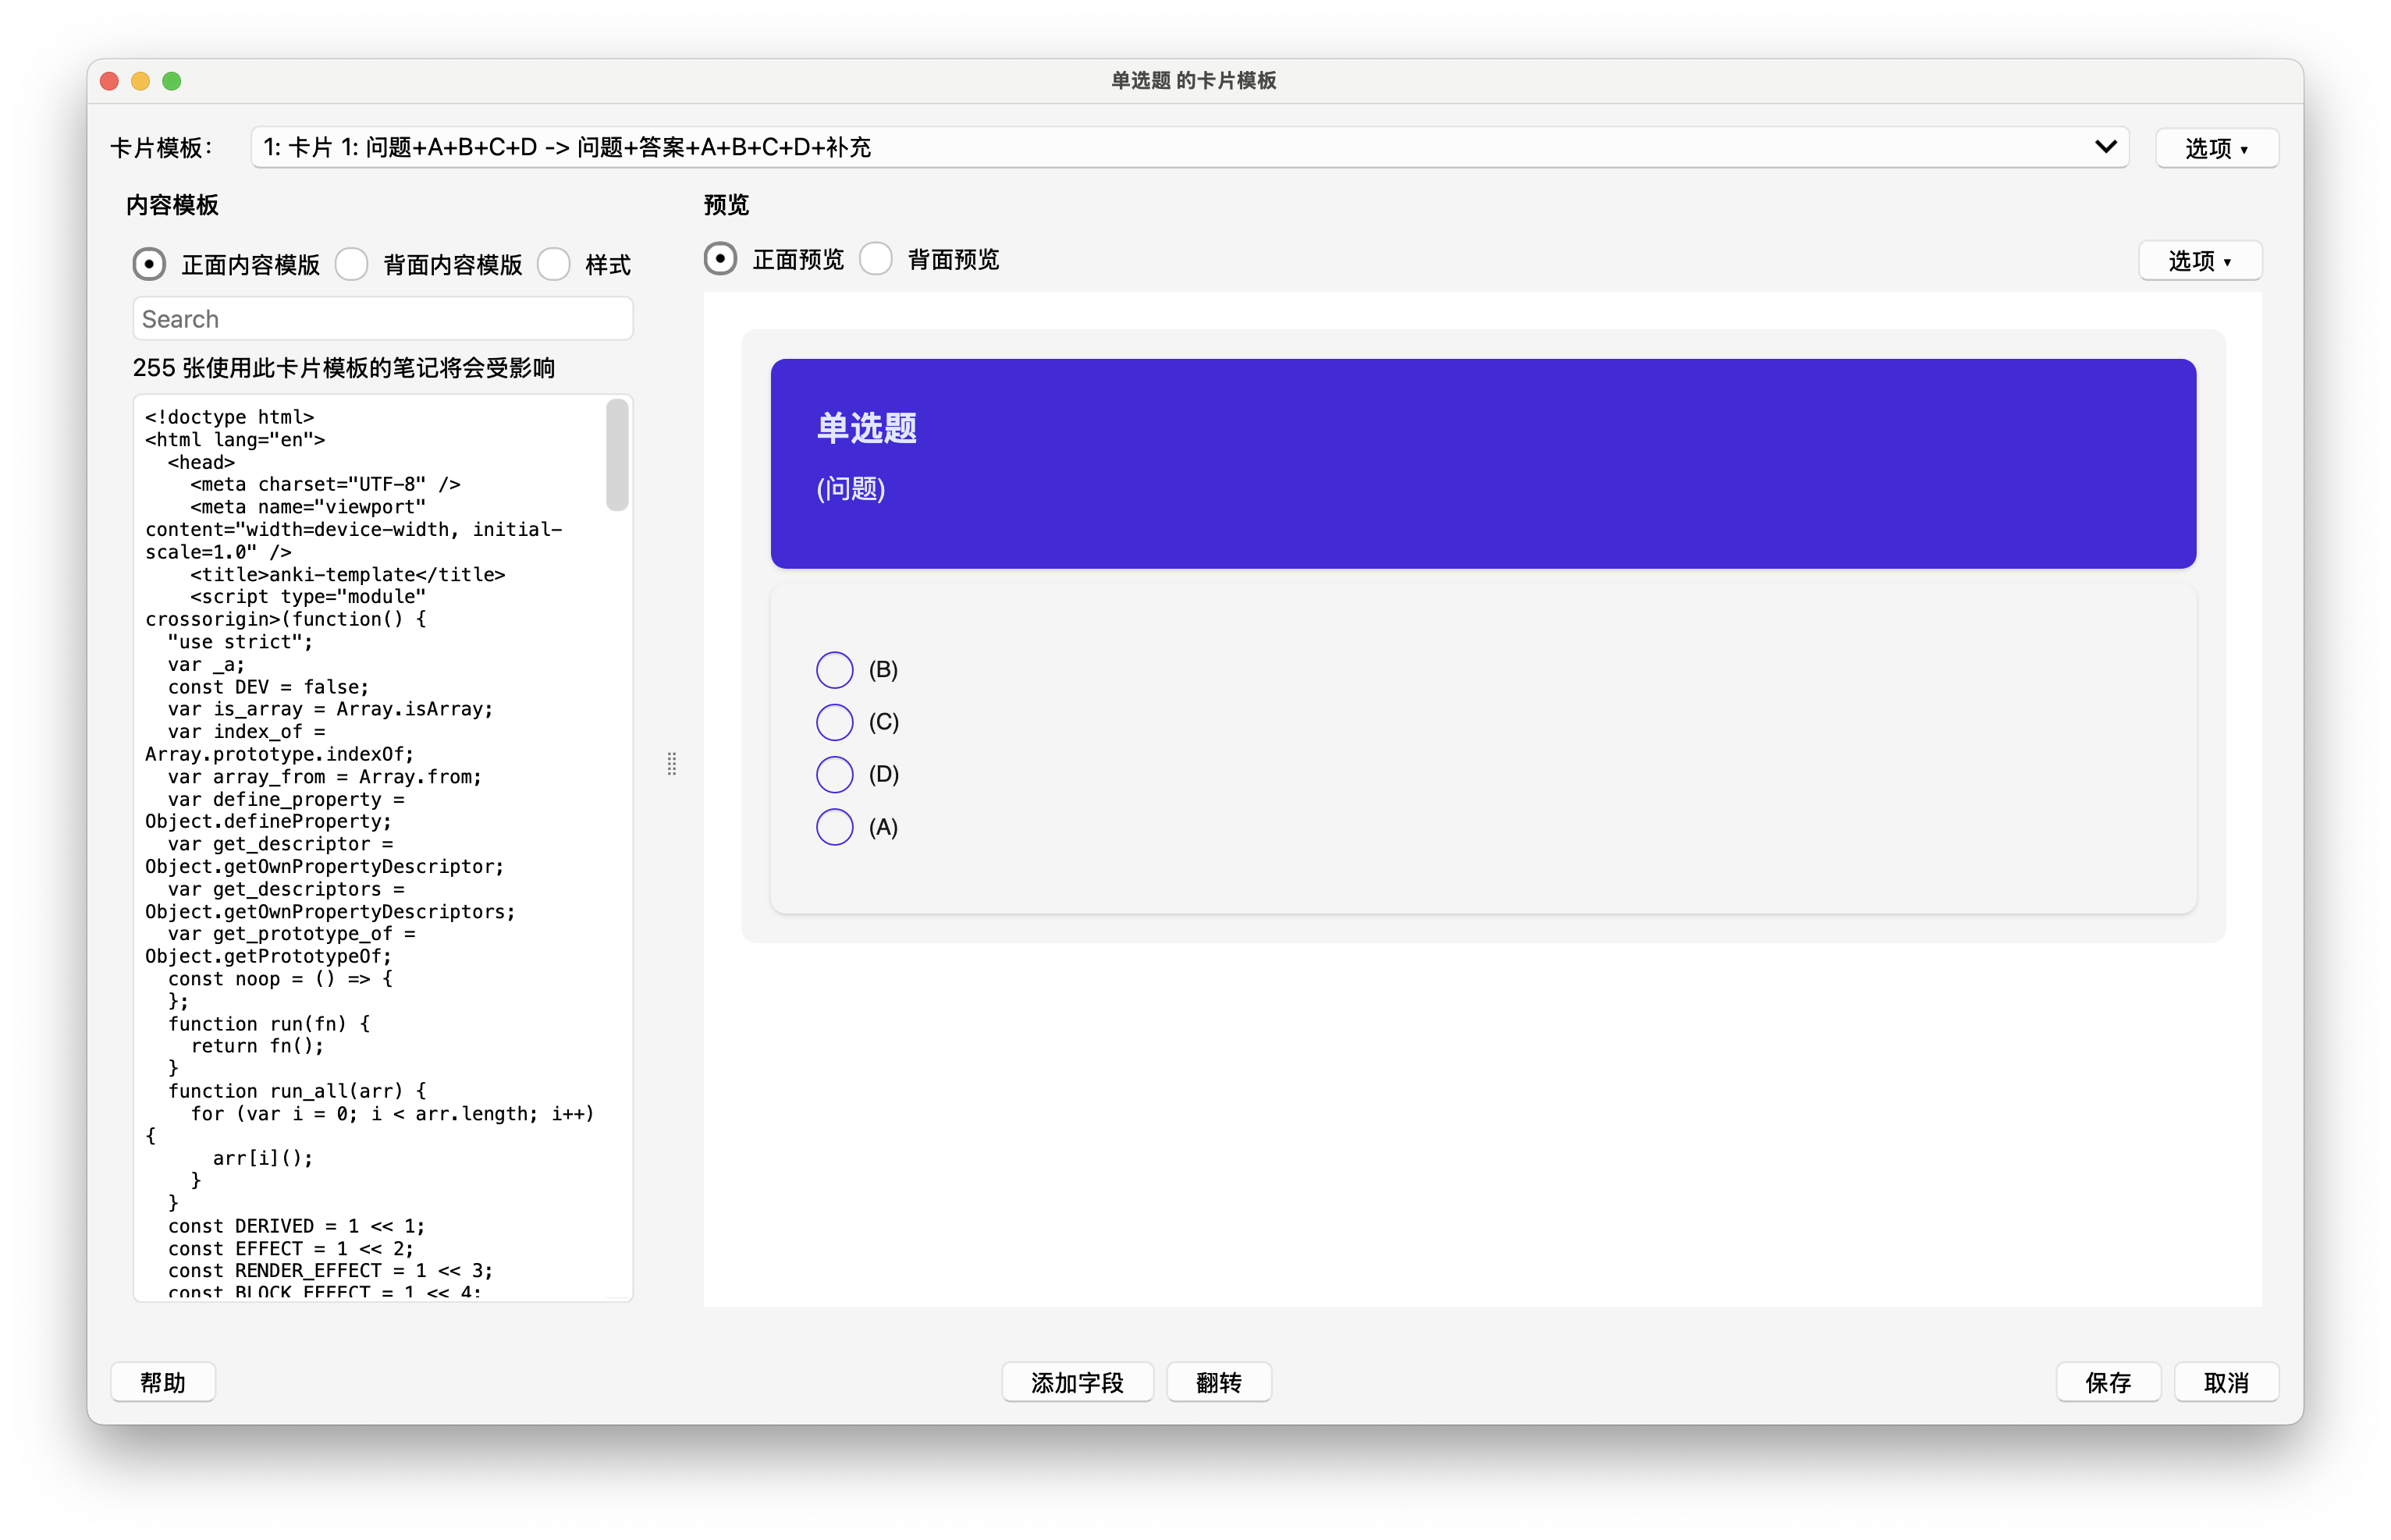 单选题 的卡片模板
卡片模板：
1: 卡片 1: 问题+A+B+C+D -> 问题+答案+A+B+C+D+补充
选项 ▾
内容模板
正面内容模版
背面内容模版
样式
Search
255 张使用此卡片模板的笔记将会受影响
<!doctype html>
<html lang="en">
  <head>
    <meta charset="UTF-8" />
    <meta name="viewport"
content="width=device-width, initial-
scale=1.0" />
    <title>anki-template</title>
    <script type="module"
crossorigin>(function() {
  "use strict";
  var _a;
  const DEV = false;
  var is_array = Array.isArray;
  var index_of =
Array.prototype.indexOf;
  var array_from = Array.from;
  var define_property =
Object.defineProperty;
  var get_descriptor =
Object.getOwnPropertyDescriptor;
  var get_descriptors =
Object.getOwnPropertyDescriptors;
  var get_prototype_of =
Object.getPrototypeOf;
  const noop = () => {
  };
  function run(fn) {
    return fn();
  }
  function run_all(arr) {
    for (var i = 0; i < arr.length; i++)
{
      arr[i]();
    }
  }
  const DERIVED = 1 << 1;
  const EFFECT = 1 << 2;
  const RENDER_EFFECT = 1 << 3;
  const BLOCK_EFFECT = 1 << 4;
预览
正面预览
背面预览
选项 ▾
单选题
(问题)
(B)
(C)
(D)
(A)
帮助
添加字段
翻转
保存
取消